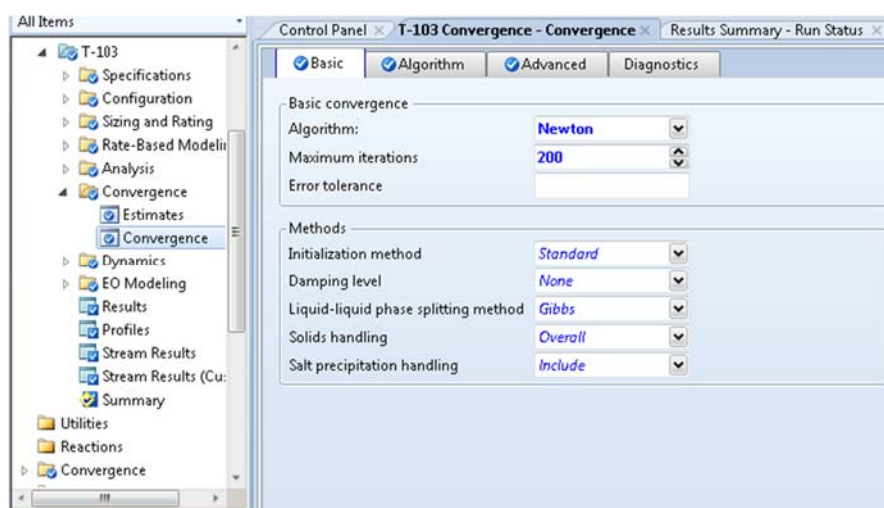 All Items
T-103
Specifications
Configuration
Sizing and Rating
Rate-Based Modelin
Analysis
Convergence
Estimates
Convergence
Dynamics
EO Modeling
Results
Profiles
Stream Results
Stream Results (Cu:
Summary
Utilities
Reactions
Convergence
Control Panel T-103 Convergence - Convergence Results Summary - Run Status
Basic Algorithm Advanced Diagnostics
Basic convergence
Algorithm: Newton
Maximum iterations 200
Error tolerance
Methods
Initialization method Standard
Damping level None
Liquid-liquid phase splitting method Gibbs
Solids handling Overall
Salt precipitation handling Include